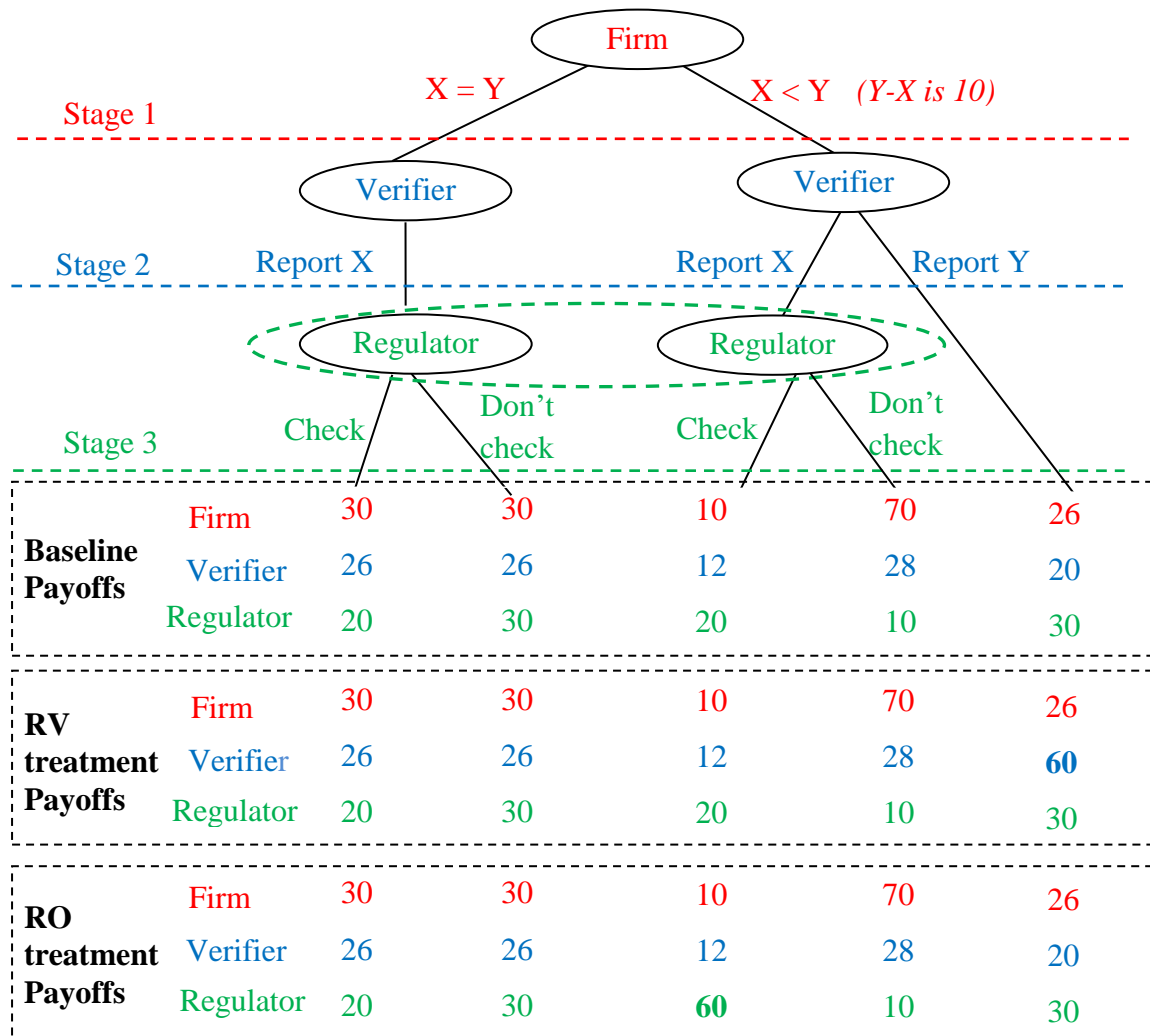 Firm
X = Y
X < Y (Y-X is 10)
Stage 1
Verifier
Verifier
Stage 2
Report X
Report X
Report Y
Regulator
Regulator
Stage 3
Check
Don't
check
Check
Don't
check
Baseline
Payoffs
Firm 30 30 10 70 26
Verifier 26 26 12 28 20
Regulator 20 30 20 10 30
RV
treatment
Payoffs
Firm 30 30 10 70 26
Verifier 26 26 12 28 60
Regulator 20 30 20 10 30
RO
treatment
Payoffs
Firm 30 30 10 70 26
Verifier 26 26 12 28 20
Regulator 20 30 60 10 30